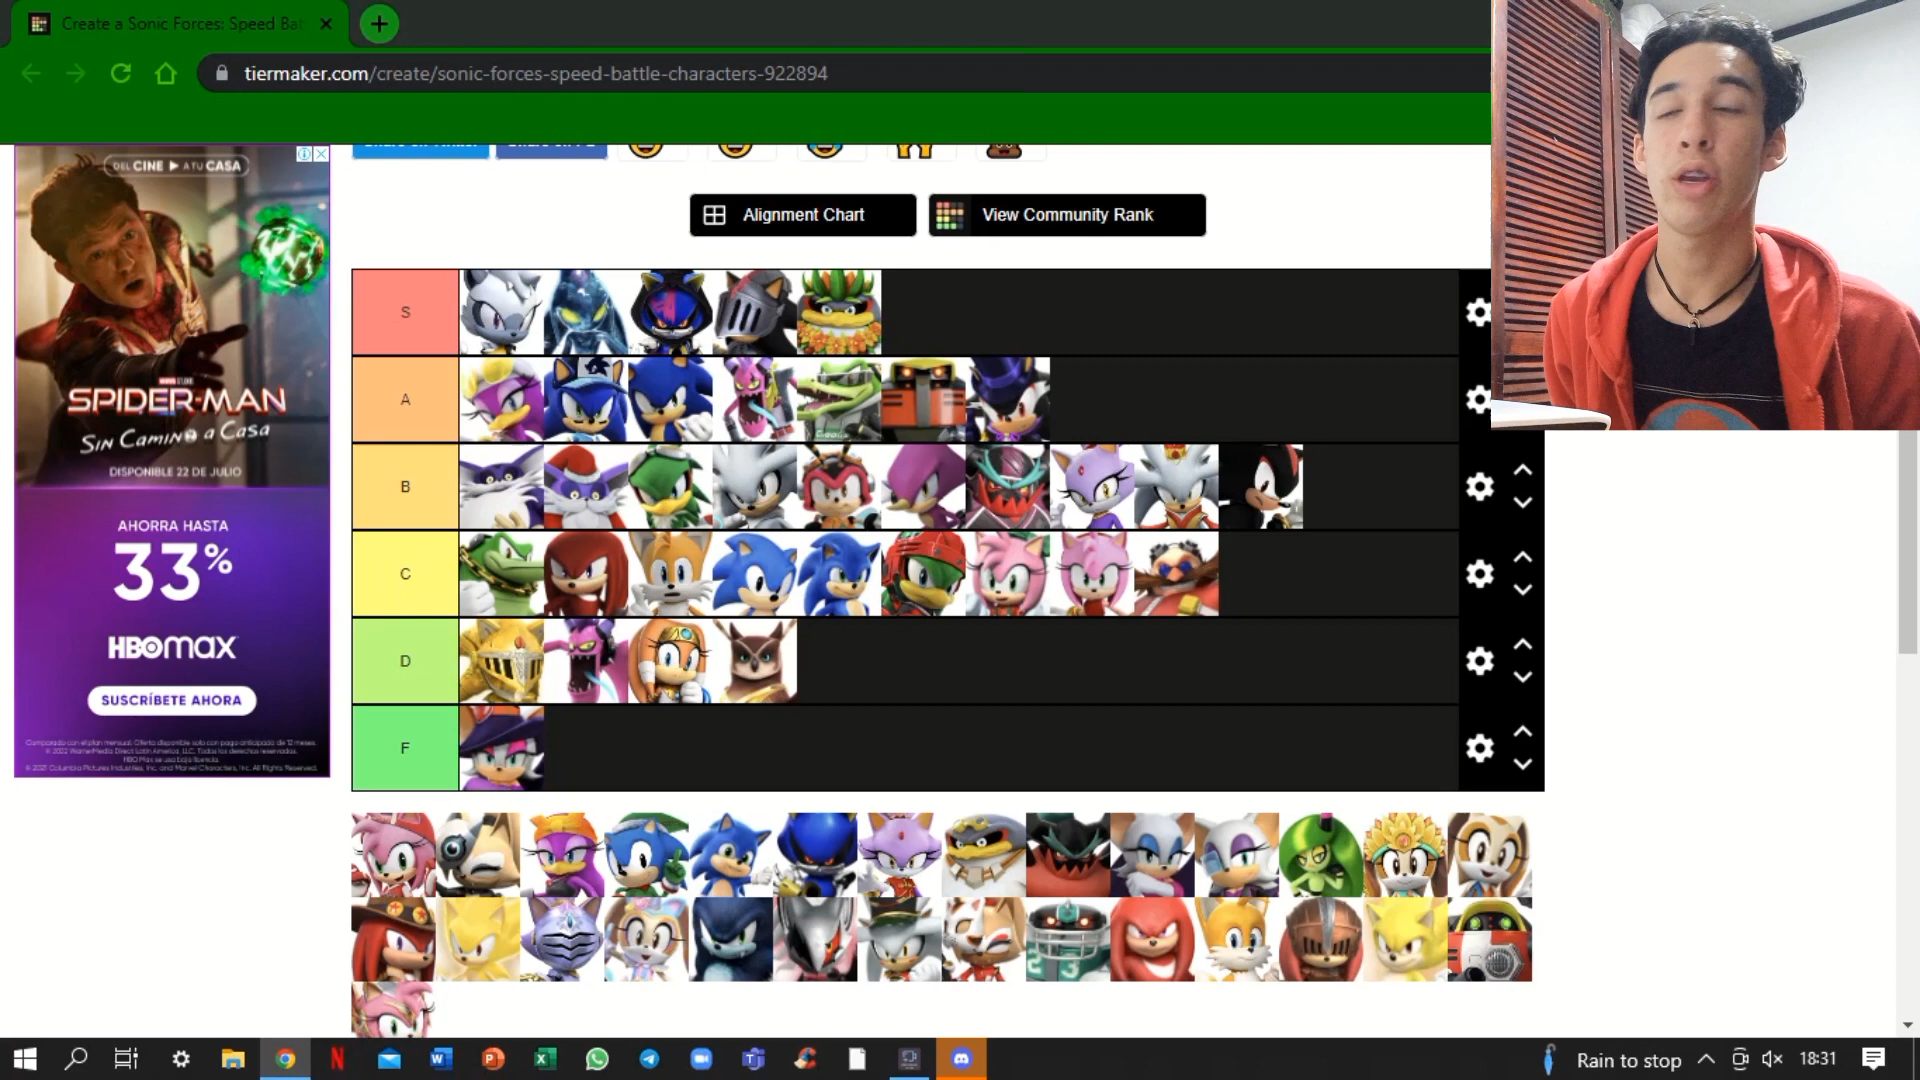 Create a Sonic Forces: Speed Bat
tiermaker.com/create/sonic-forces-speed-battle-characters-922894
DEL CINE ▶ A TU CASA
SPIDER-MAN
SIN CAMINO A CASA
DISPONIBLE 22 DE JULIO
AHORRA HASTA
33%
HBOMAX
SUSCRÍBETE AHORA
Alignment Chart
View Community Rank
S
A
B
C
D
F
Rain to stop
18:31